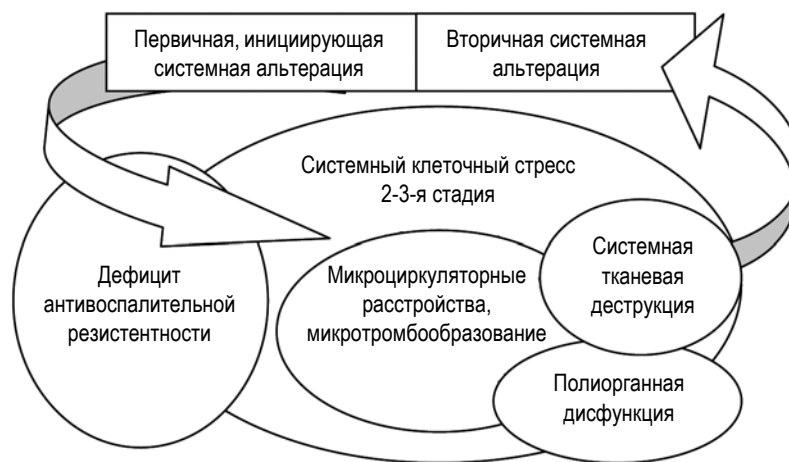 Первичная, инициирующая
системная альтерация
Вторичная системная
альтерация
Системный клеточный стресс
2-3-я стадия
Дефицит
антивоспалительной
резистентности
Микроциркуляторные
расстройства,
микротромбообразование
Системная
тканевая
деструкция
Полиорганная
дисфункция